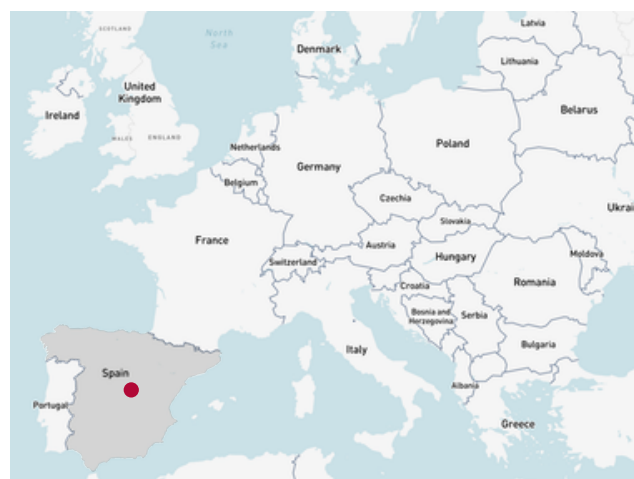 SCOTLAND
North
Sea
Latvia
Denmark
Lithuania
United
Kingdom
Ireland
Belarus
WALES
ENGLAND
Netherlands
Poland
Germany
Belgium
Czechia
Ukrai
Slovakia
France
Austria
Switzerland
Hungary
Moldova
Croatia
Romania
Bosnia and
Herzegovina
Serbia
Italy
Bulgaria
Spain
Albania
Portugal
Greece